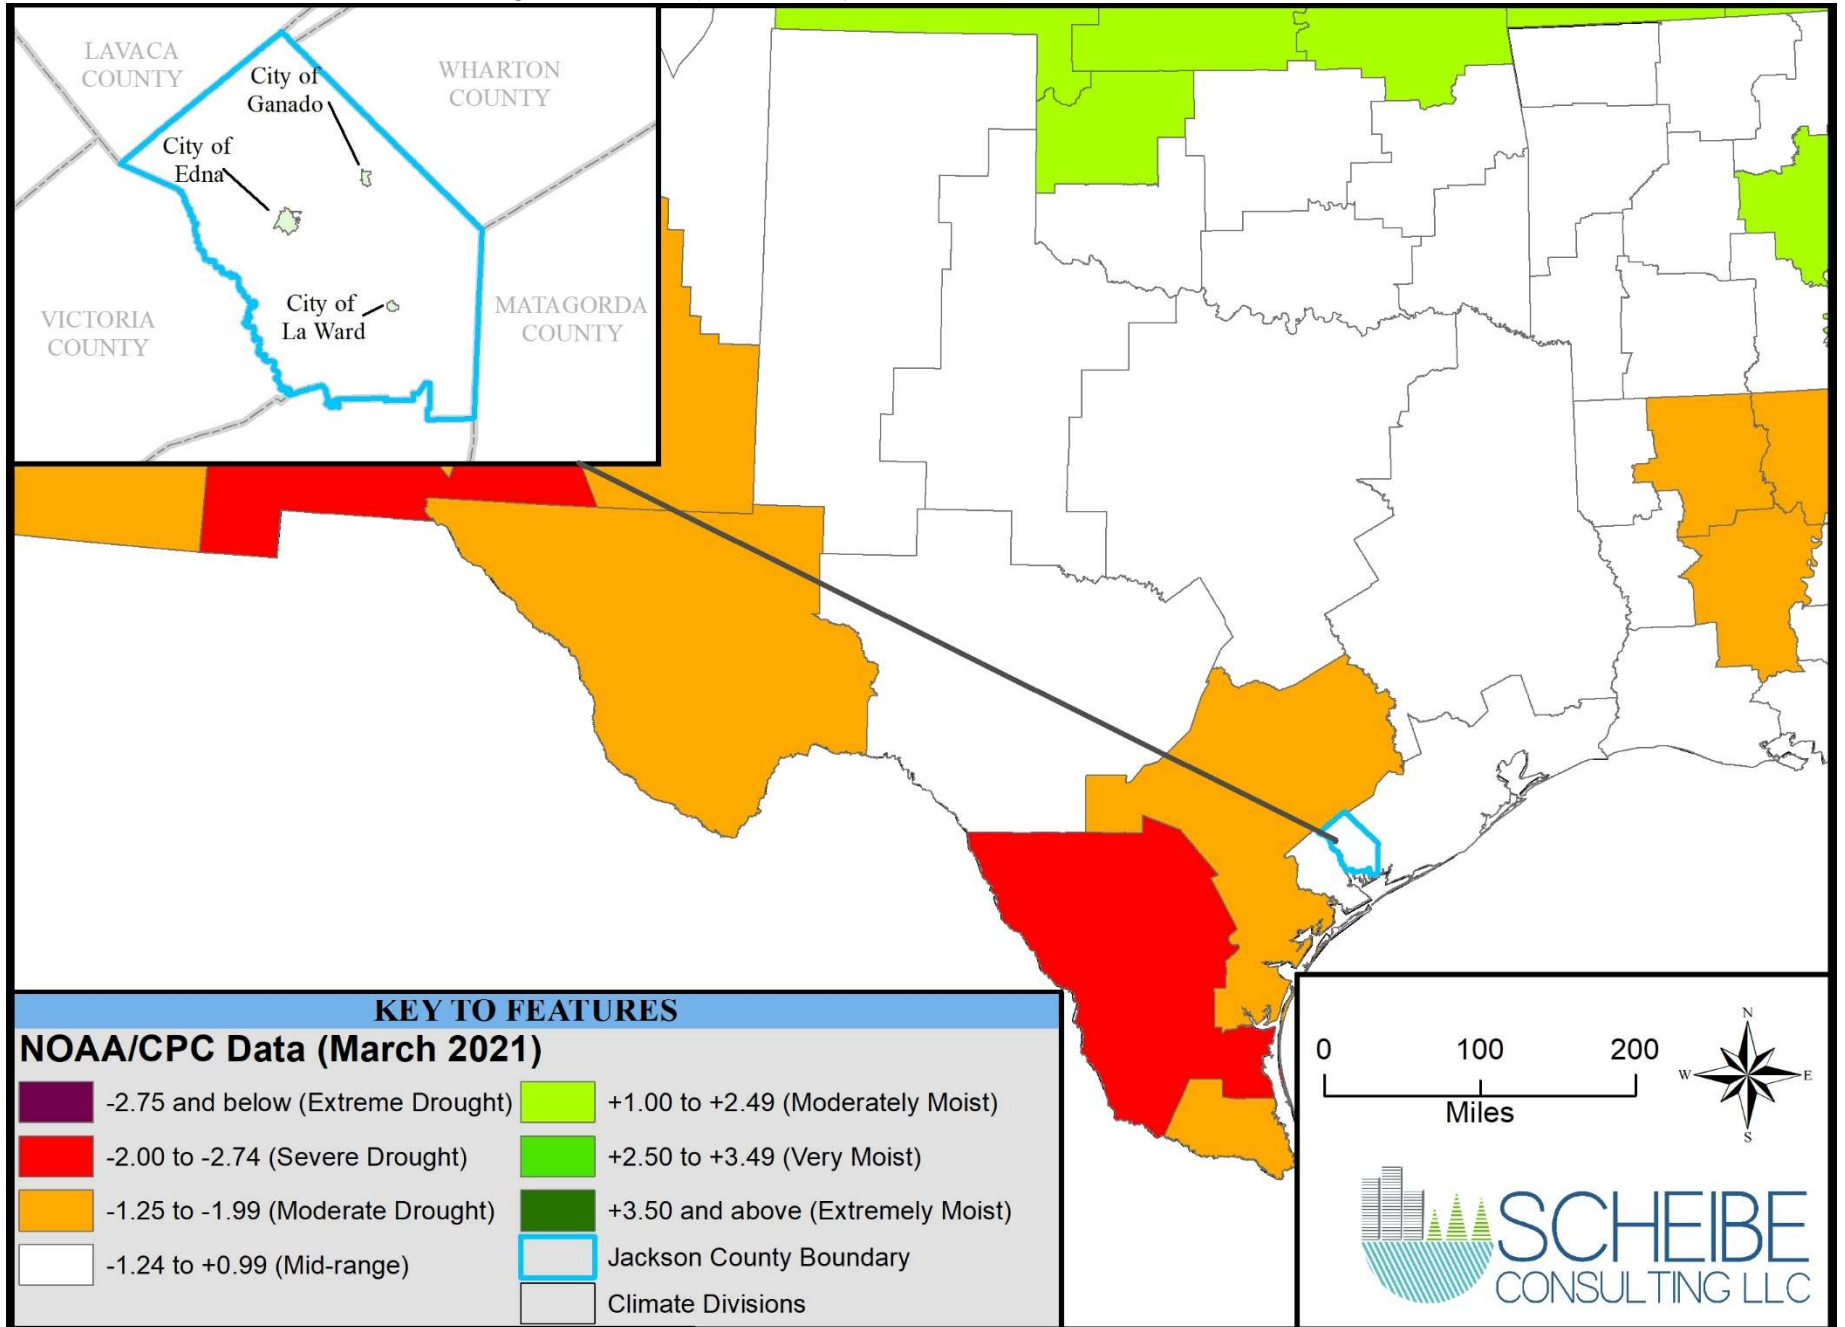 LAVACA
COUNTY
City of
Ganado
WHARTON
COUNTY
City of
Edna
City of
La Ward
VICTORIA
COUNTY
MATAGORDA
COUNTY
KEY TO FEATURES
NOAA/CPC Data (March 2021)
-2.75 and below (Extreme Drought)
-2.00 to -2.74 (Severe Drought)
-1.25 to -1.99 (Moderate Drought)
-1.24 to +0.99 (Mid-range)
+1.00 to +2.49 (Moderately Moist)
+2.50 to +3.49 (Very Moist)
+3.50 and above (Extremely Moist)
Jackson County Boundary
Climate Divisions
0 100 200
Miles
N
W E
S
SCHEIBE
CONSULTING LLC